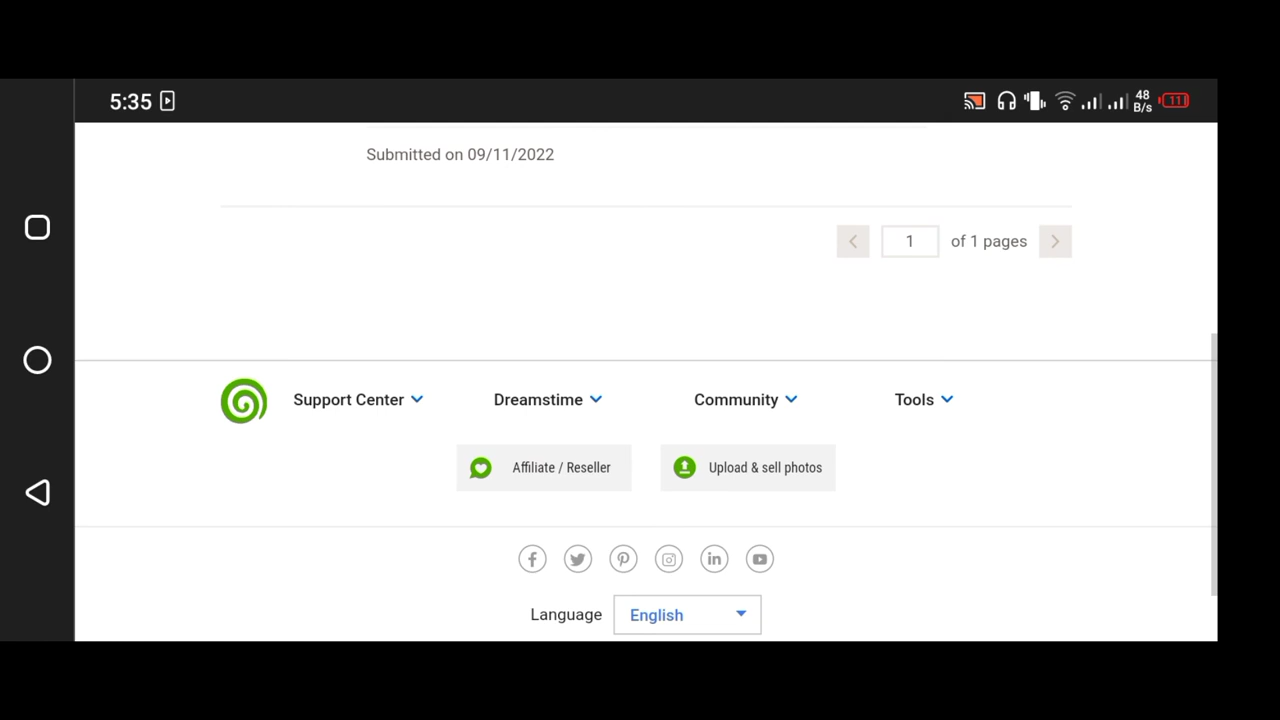 5:35
48
B/s
11
Submitted on 09/11/2022
1 of 1 pages
Support Center Dreamstime Community Tools
Affiliate / Reseller Upload & sell photos
Language English